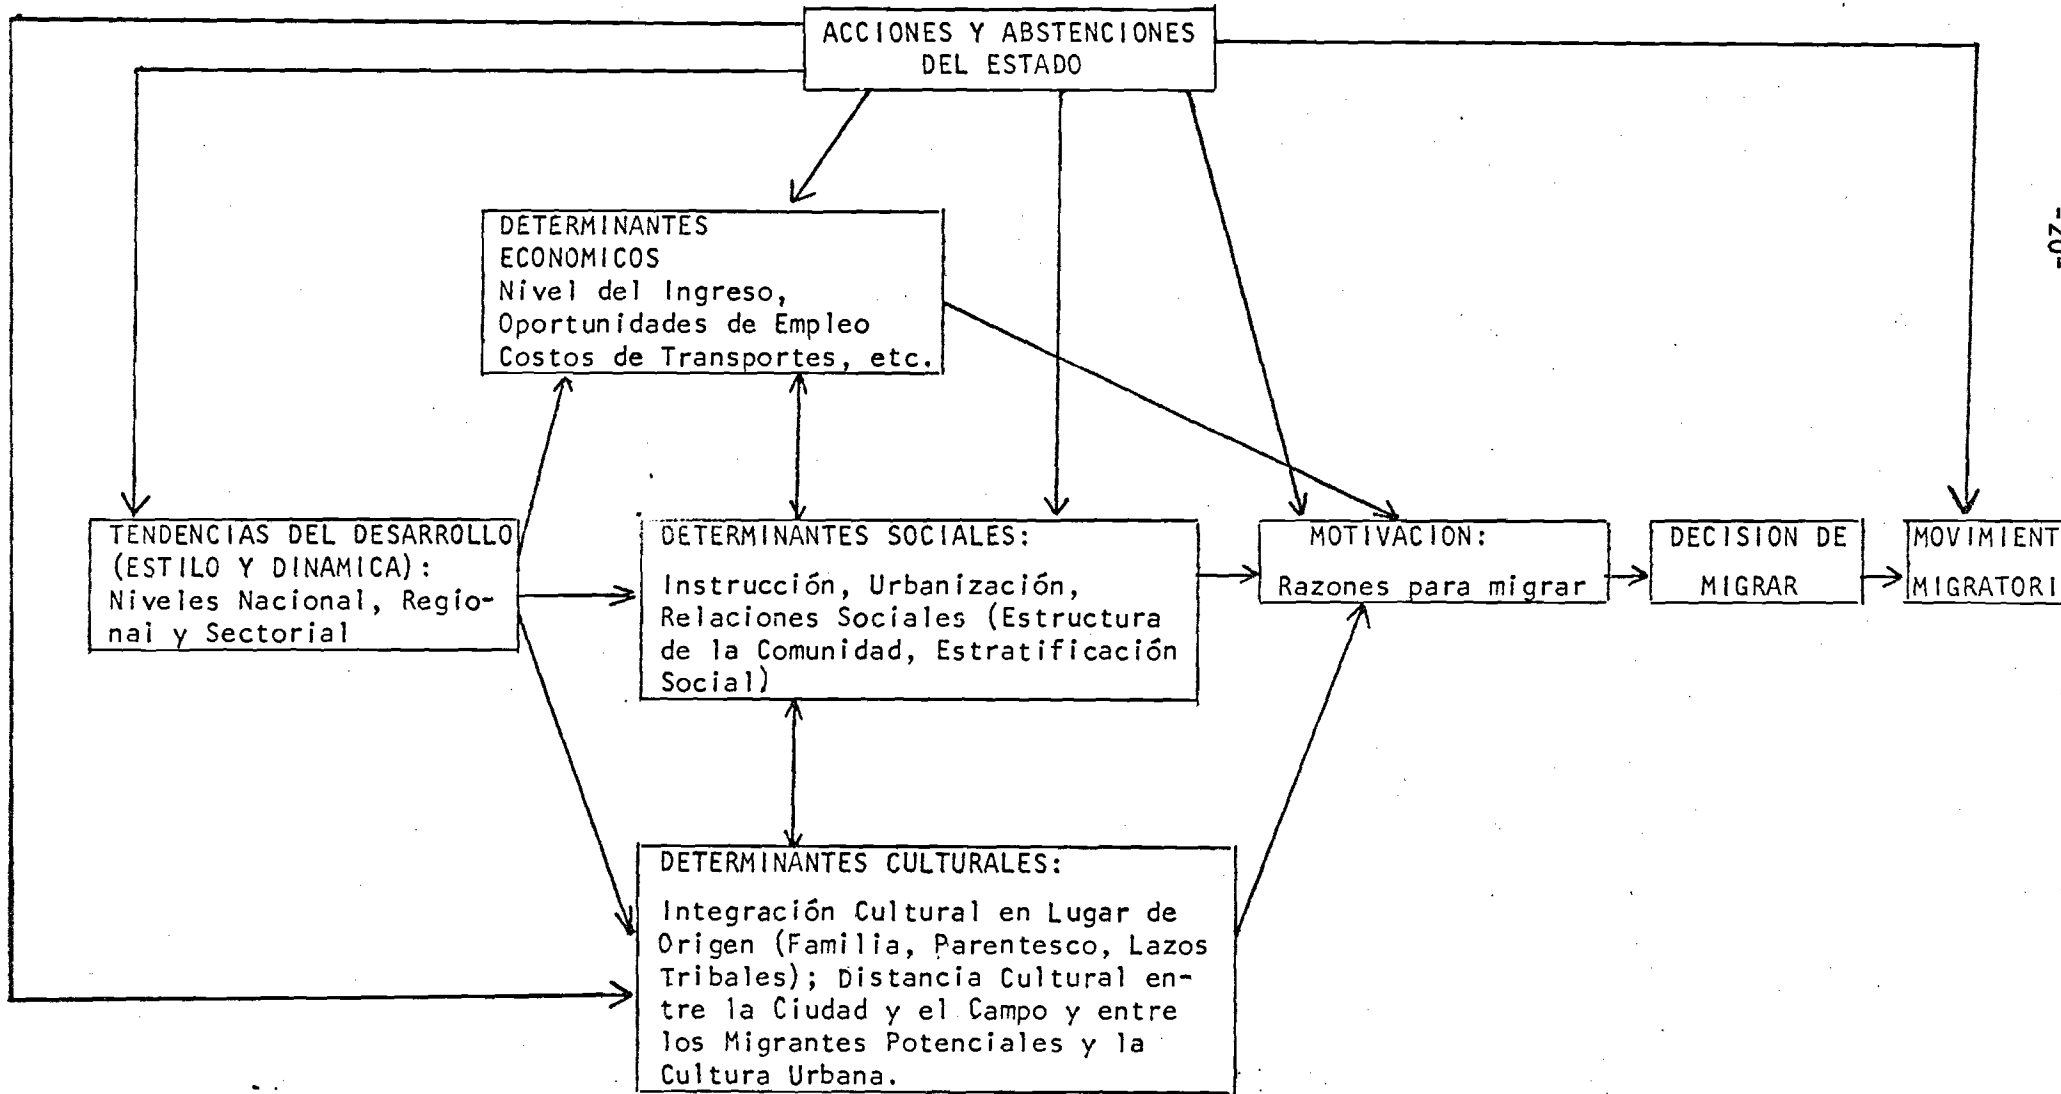 ACCIONES Y ABSTENCIONES
DEL ESTADO
-20-
DETERMINANTES
ECONOMICOS
Nivel del Ingreso,
Oportunidades de Empleo
Costos de Transportes, etc.
TENDENCIAS DEL DESARROLLO
(ESTILO Y DINAMICA):
Niveles Nacional, Regio-
nal y Sectorial
DETERMINANTES SOCIALES:
Instrucción, Urbanización,
Relaciones Sociales (Estructura
de la Comunidad, Estratificación
Social)
MOTIVACION:
Razones para migrar
DECISION DE
MIGRAR
MOVIMIENT
MIGRATORI
DETERMINANTES CULTURALES:
Integración Cultural en Lugar de
Origen (Familia, Parentesco, Lazos
Tribales); Distancia Cultural en-
tre la Ciudad y el Campo y entre
los Migrantes Potenciales y la
Cultura Urbana.